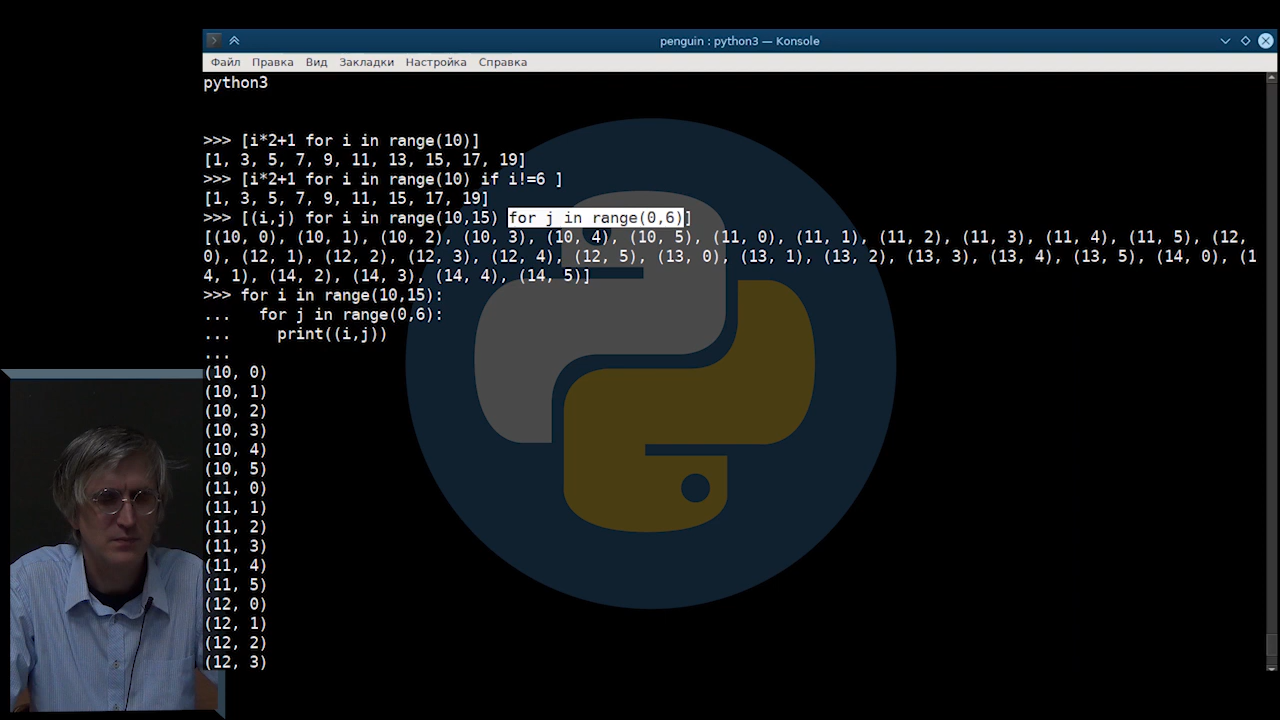 penguin : python3 — Konsole
Файл Правка Вид Закладки Настройка Справка
python3
>>> [i*2+1 for i in range(10)]
[1, 3, 5, 7, 9, 11, 13, 15, 17, 19]
>>> [i*2+1 for i in range(10) if i!=6 ]
[1, 3, 5, 7, 9, 11, 15, 17, 19]
>>> [(i,j) for i in range(10,15) for j in range(0,6)]
[(10, 0), (10, 1), (10, 2), (10, 3), (10, 4), (10, 5), (11, 0), (11, 1), (11, 2), (11, 3), (11, 4), (11, 5), (12,
0), (12, 1), (12, 2), (12, 3), (12, 4), (12, 5), (13, 0), (13, 1), (13, 2), (13, 3), (13, 4), (13, 5), (14, 0), (1
4, 1), (14, 2), (14, 3), (14, 4), (14, 5)]
>>> for i in range(10,15):
...   for j in range(0,6):
...     print((i,j))
...
(10, 0)
(10, 1)
(10, 2)
(10, 3)
(10, 4)
(10, 5)
(11, 0)
(11, 1)
(11, 2)
(11, 3)
(11, 4)
(11, 5)
(12, 0)
(12, 1)
(12, 2)
(12, 3)